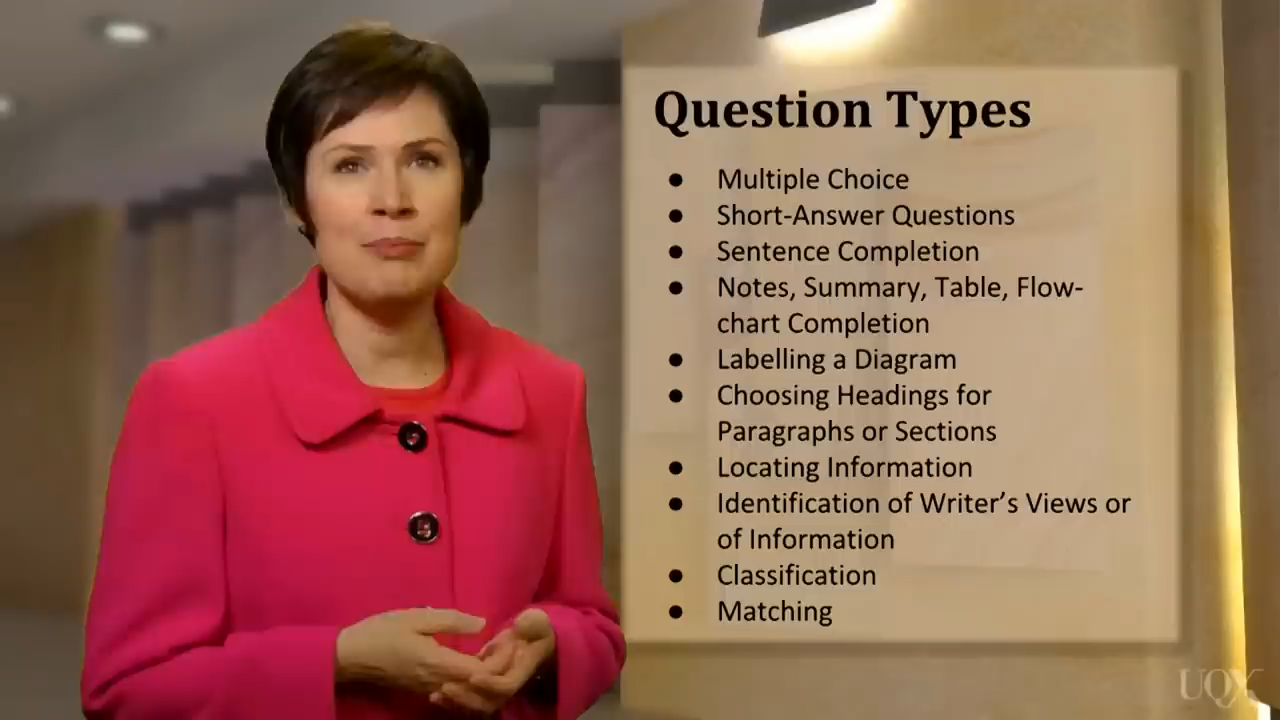 Question Types
● Multiple Choice
● Short-Answer Questions
● Sentence Completion
● Notes, Summary, Table, Flow-
chart Completion
● Labelling a Diagram
● Choosing Headings for
Paragraphs or Sections
● Locating Information
● Identification of Writer’s Views or
of Information
● Classification
● Matching
UQX